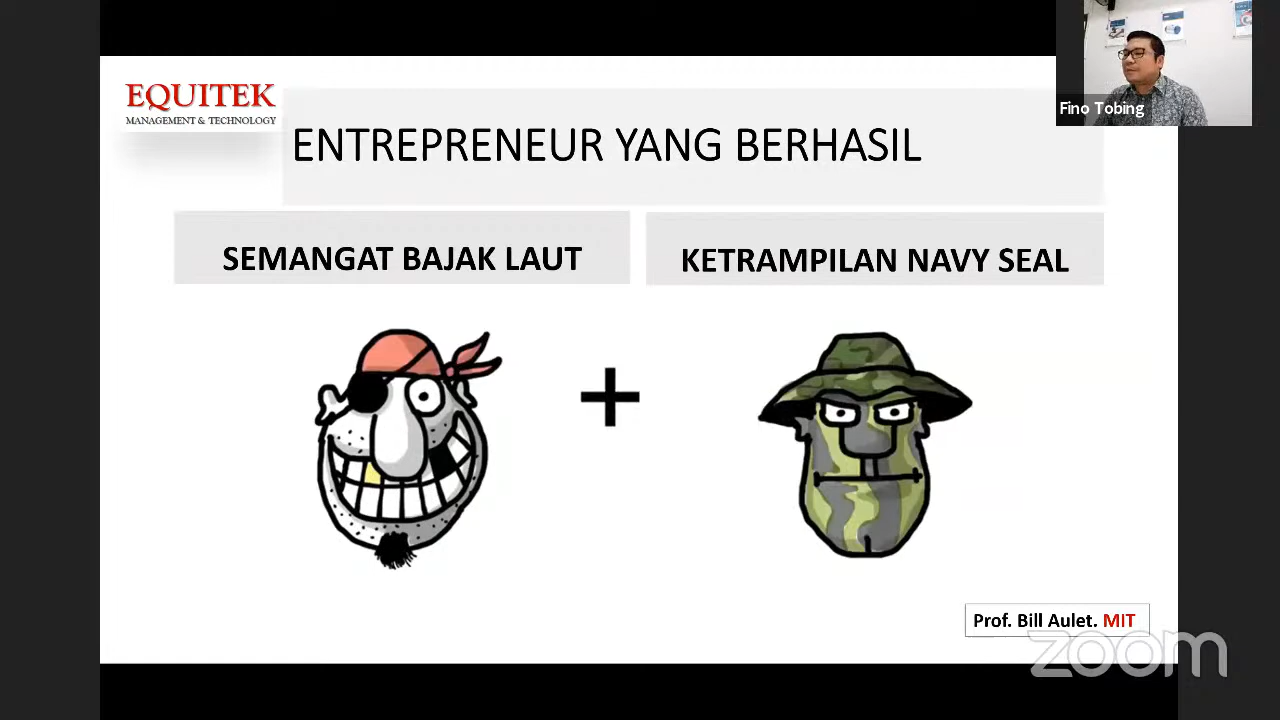 EQUITEK
MANAGEMENT & TECHNOLOGY
ENTREPRENEUR YANG BERHASIL
SEMANGAT BAJAK LAUT
KETRAMPILAN NAVY SEAL
+
Prof. Bill Aulet. MIT
Fino Tobing
zoom